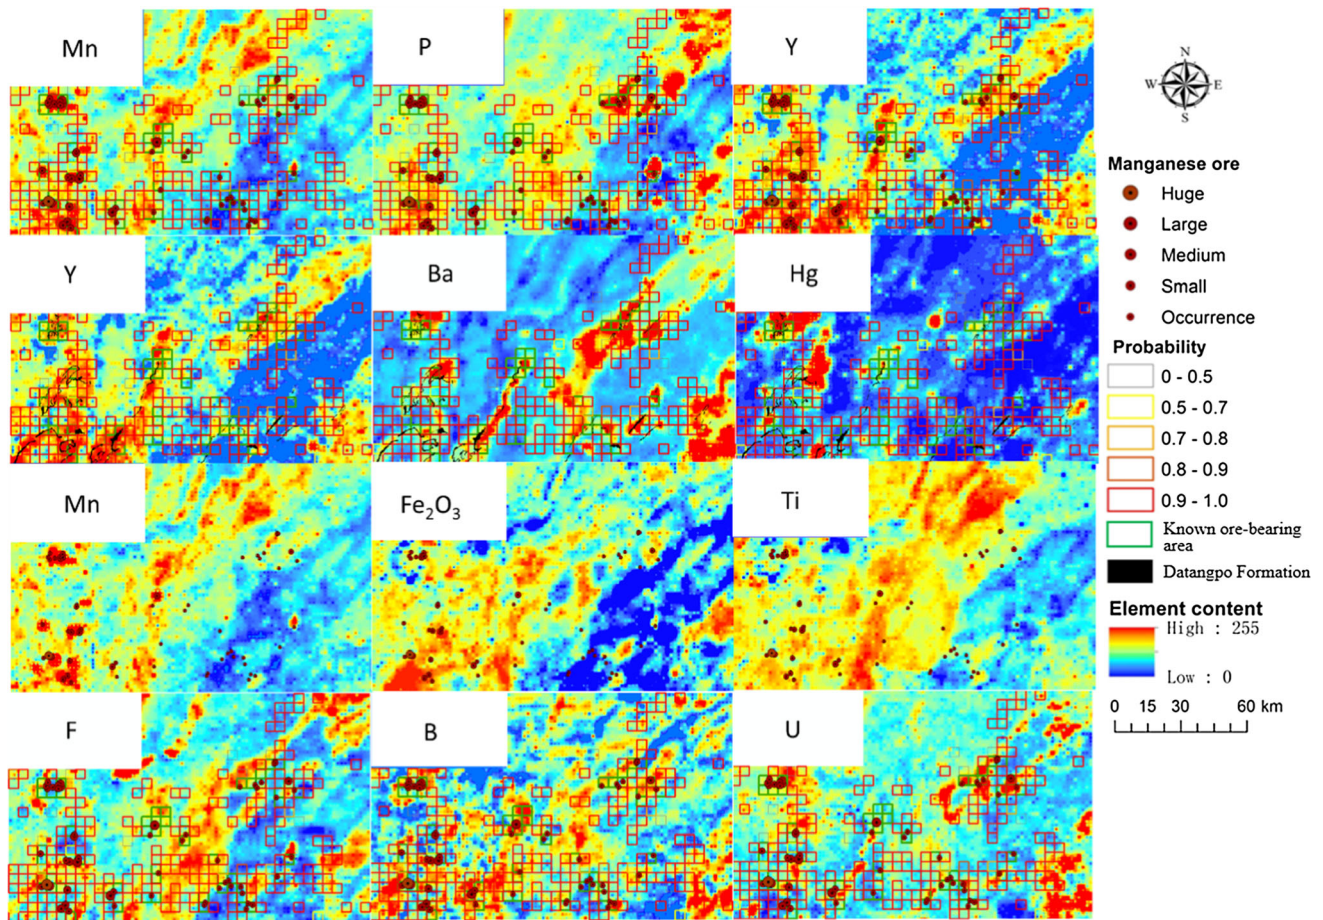 Mn
P
Y
N
W E
S
Manganese ore
Huge
Large
Medium
Small
Occurrence
Y
Ba
Hg
Probability
0 - 0.5
0.5 - 0.7
0.7 - 0.8
0.8 - 0.9
0.9 - 1.0
Known ore-bearing
area
Datangpo Formation
Mn
Fe₂O₃
Ti
Element content
High : 255
Low : 0
0 15 30 60 km
F
B
U